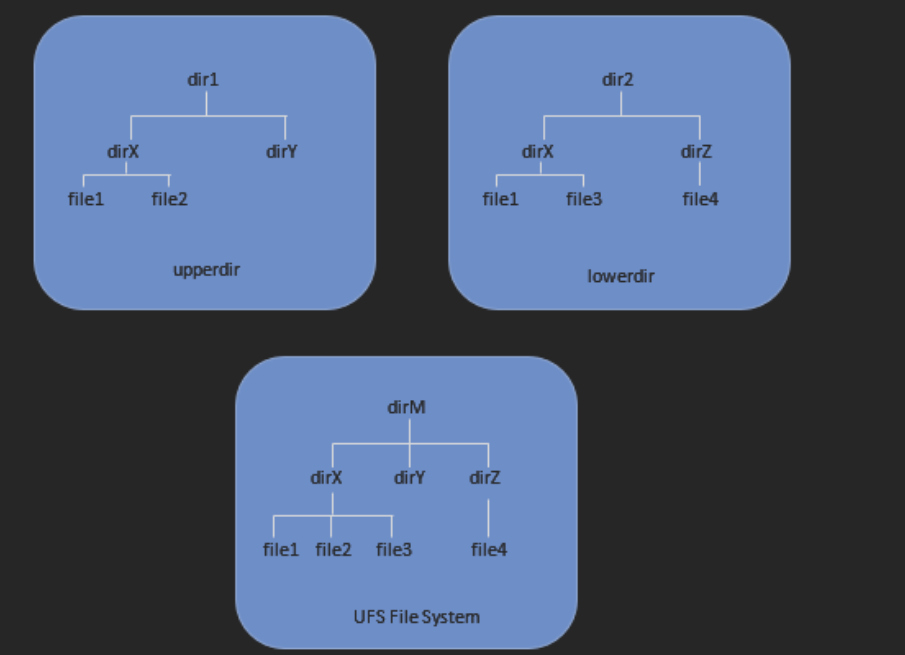 dir1
dirX dirY
file1 file2
upperdir
dir2
dirX dirZ
file1 file3 file4
lowerdir
dirM
dirX dirY dirZ
file1 file2 file3 file4
UFS File System